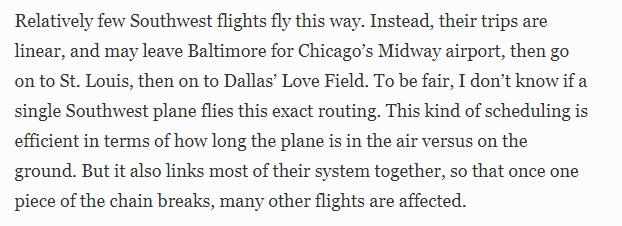 Relatively few Southwest flights fly this way. Instead, their trips are
linear, and may leave Baltimore for Chicago’s Midway airport, then go
on to St. Louis, then on to Dallas’ Love Field. To be fair, I don’t know if a
single Southwest plane flies this exact routing. This kind of scheduling is
efficient in terms of how long the plane is in the air versus on the
ground. But it also links most of their system together, so that once one
piece of the chain breaks, many other flights are affected.